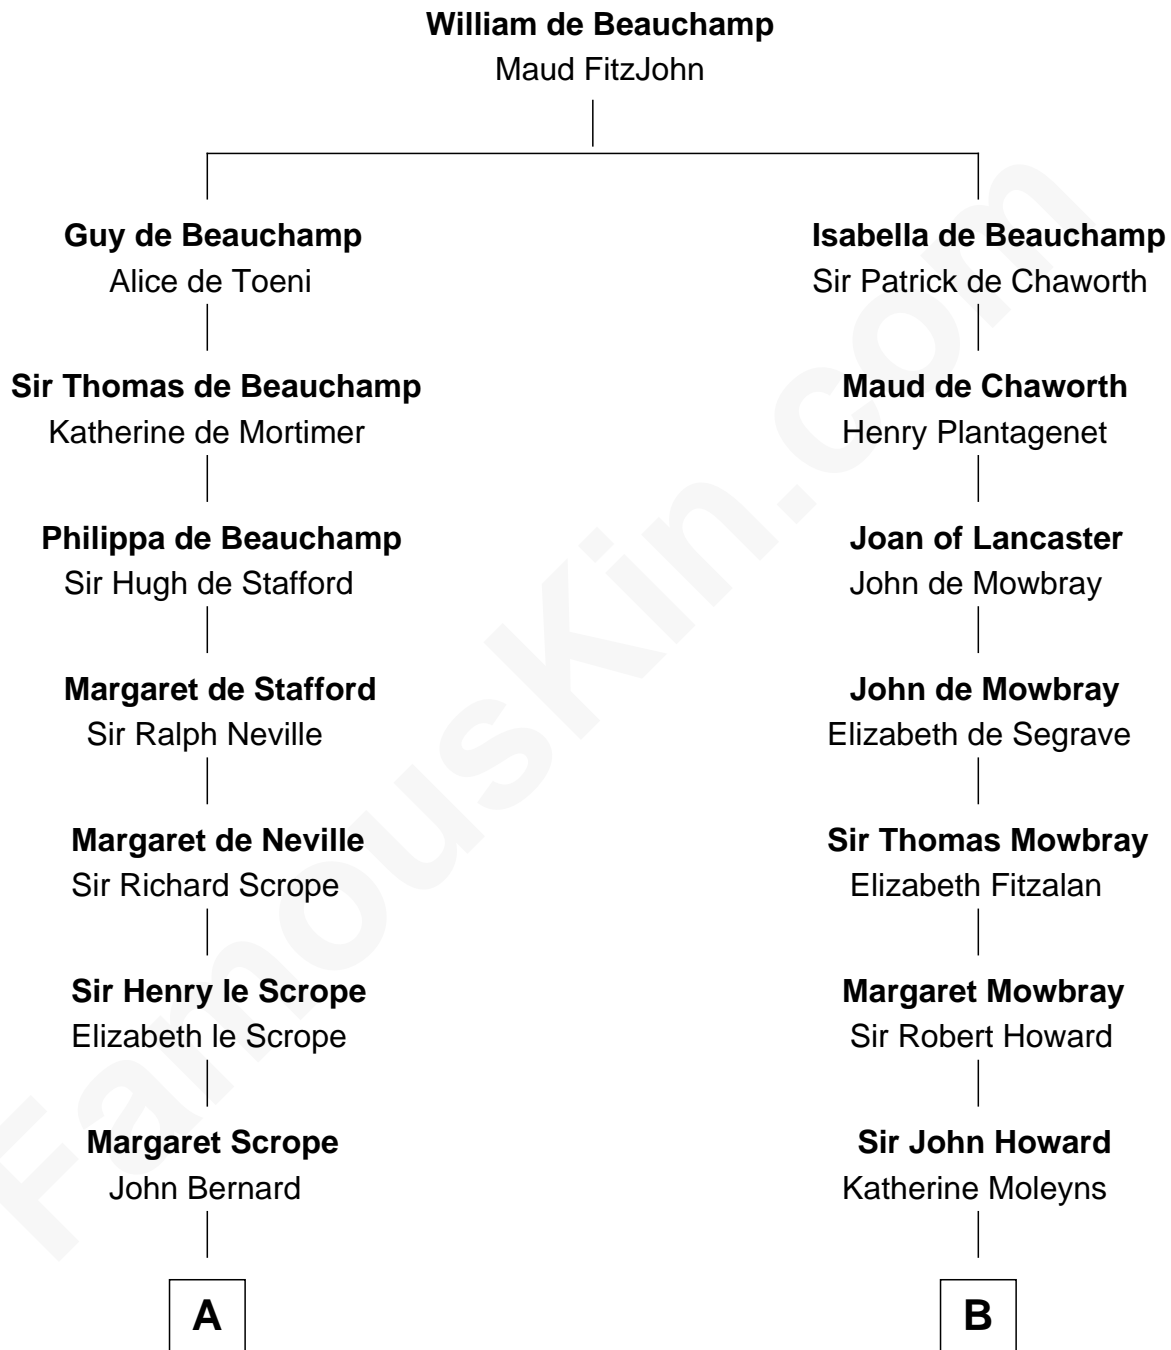 William de Beauchamp
Maud FitzJohn
Guy de Beauchamp
Alice de Toeni
Isabella de Beauchamp
Sir Patrick de Chaworth
Sir Thomas de Beauchamp
Katherine de Mortimer
Maud de Chaworth
Henry Plantagenet
Philippa de Beauchamp
Sir Hugh de Stafford
Joan of Lancaster
John de Mowbray
Margaret de Stafford
Sir Ralph Neville
John de Mowbray
Elizabeth de Segrave
Margaret de Neville
Sir Richard Scrope
Sir Thomas Mowbray
Elizabeth Fitzalan
Sir Henry le Scrope
Elizabeth le Scrope
Margaret Mowbray
Sir Robert Howard
Margaret Scrope
John Bernard
Sir John Howard
Katherine Moleyns
A
B
FamousKin.com